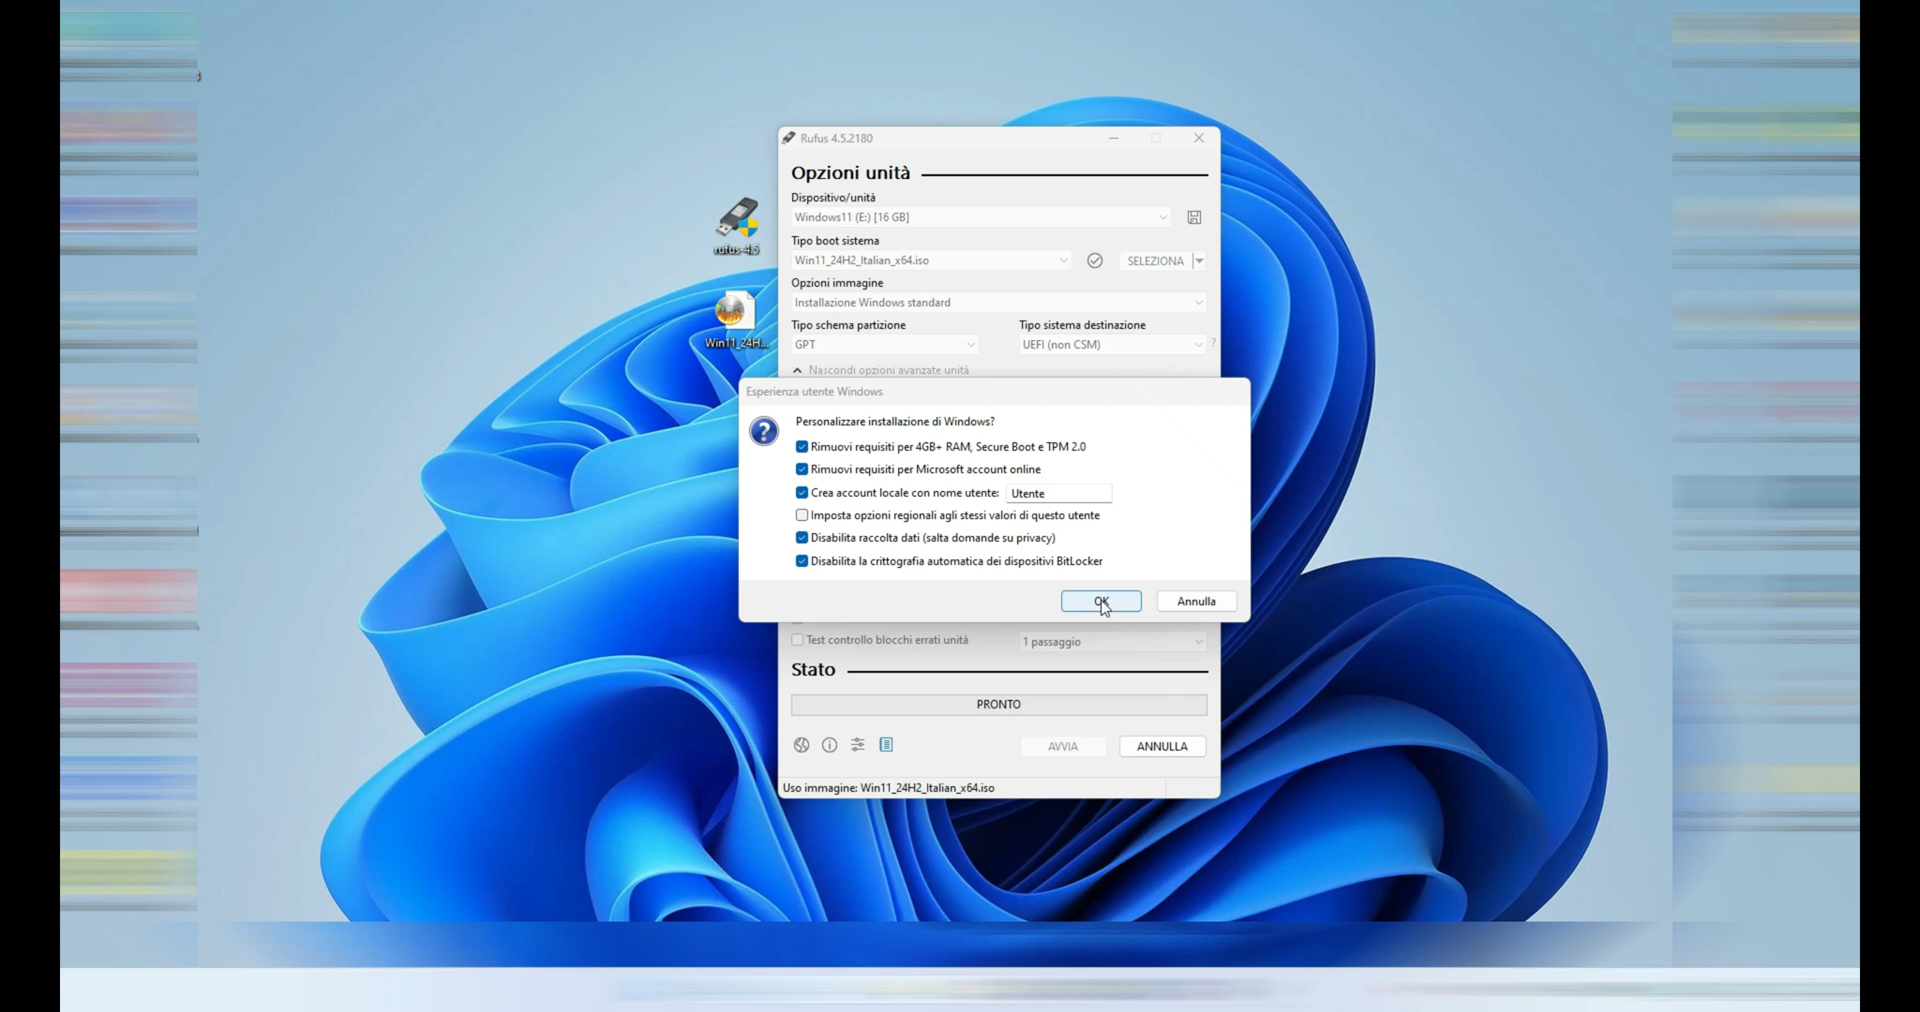 Rufus 4.5.2180
Opzioni unità
Dispositivo/unità
Windows11 (E:) [16 GB]
Tipo boot sistema
Win11_24H2_Italian_x64.iso
SELEZIONA
Opzioni immagine
Installazione Windows standard
Tipo schema partizione
Tipo sistema destinazione
GPT
UEFI (non CSM)
?
Nascondi opzioni avanzate unità
rufus-4.5
Win11_24H...
Esperienza utente Windows
?
Personalizzare installazione di Windows?
Rimuovi requisiti per 4GB+ RAM, Secure Boot e TPM 2.0
Rimuovi requisiti per Microsoft account online
Crea account locale con nome utente: Utente
Imposta opzioni regionali agli stessi valori di questo utente
Disabilita raccolta dati (salta domande su privacy)
Disabilita la crittografia automatica dei dispositivi BitLocker
OK
Annulla
Test controllo blocchi errati unità
1 passaggio
Stato
PRONTO
AVVIA
ANNULLA
Uso immagine: Win11_24H2_Italian_x64.iso